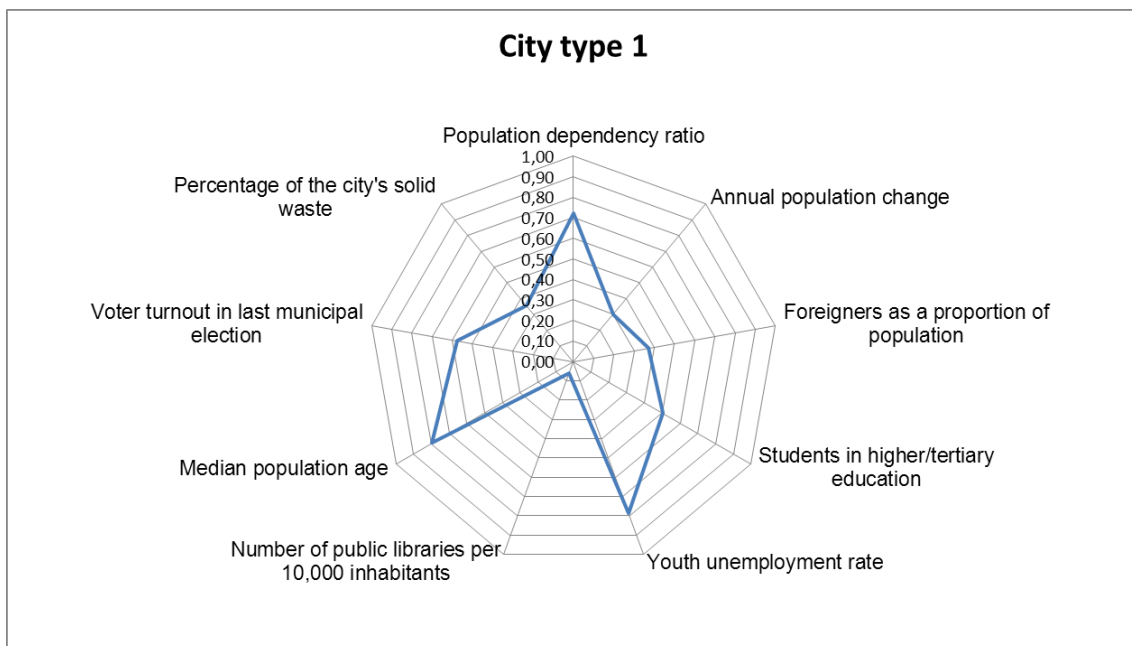 City type 1
Population dependency ratio
1,00
0,90
0,80
0,70
0,60
0,50
0,40
0,30
0,20
0,10
0,00
Annual population change
Foreigners as a proportion of
population
Students in higher/tertiary
education
Youth unemployment rate
Number of public libraries per
10,000 inhabitants
Median population age
Voter turnout in last municipal
election
Percentage of the city's solid
waste